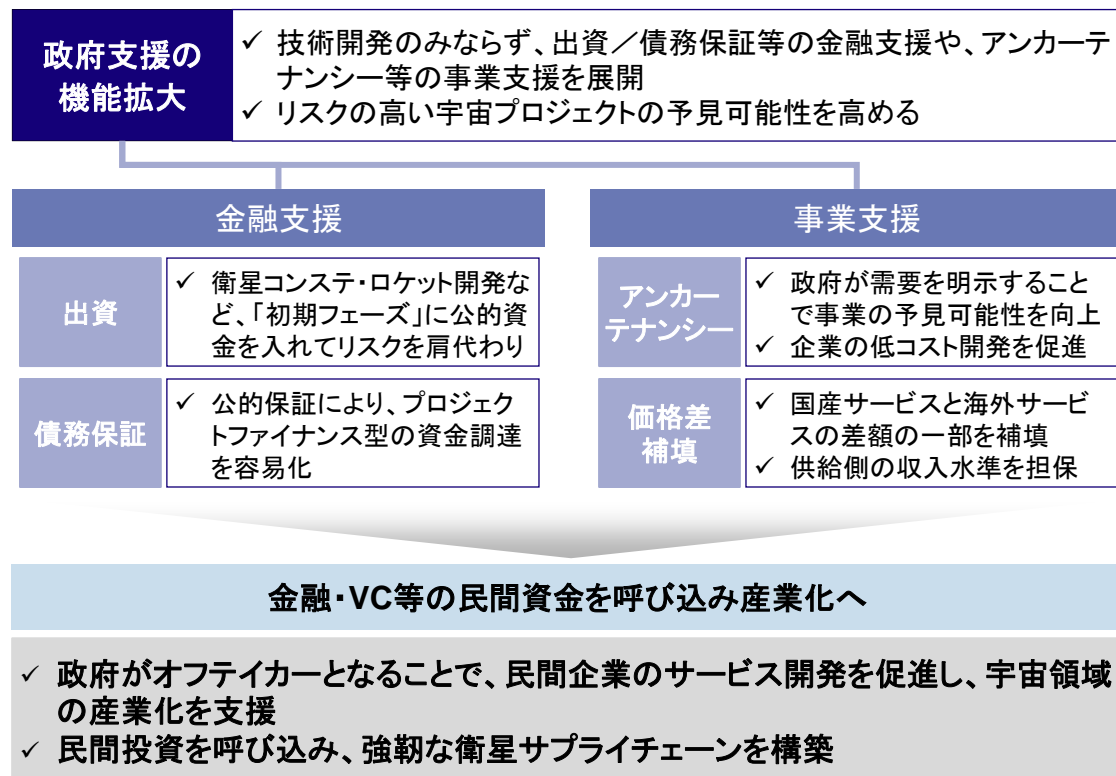 政府支援の
機能拡大
✓ 技術開発のみならず、出資／債務保証等の金融支援や、アンカーテ
ナンシー等の事業支援を展開
✓ リスクの高い宇宙プロジェクトの予見可能性を高める
金融支援
出資
✓ 衛星コンステ・ロケット開発な
ど、「初期フェーズ」に公的資
金を入れてリスクを肩代わり
債務保証
✓ 公的保証により、プロジェク
トファイナンス型の資金調達
を容易化
事業支援
アンカー
テナンシー
✓ 政府が需要を明示すること
で事業の予見可能性を向上
✓ 企業の低コスト開発を促進
価格差
補填
✓ 国産サービスと海外サービ
スの差額の一部を補填
✓ 供給側の収入水準を担保
金融・VC等の民間資金を呼び込み産業化へ
✓ 政府がオフテイカーとなることで、民間企業のサービス開発を促進し、宇宙領域
の産業化を支援
✓ 民間投資を呼び込み、強靭な衛星サプライチェーンを構築